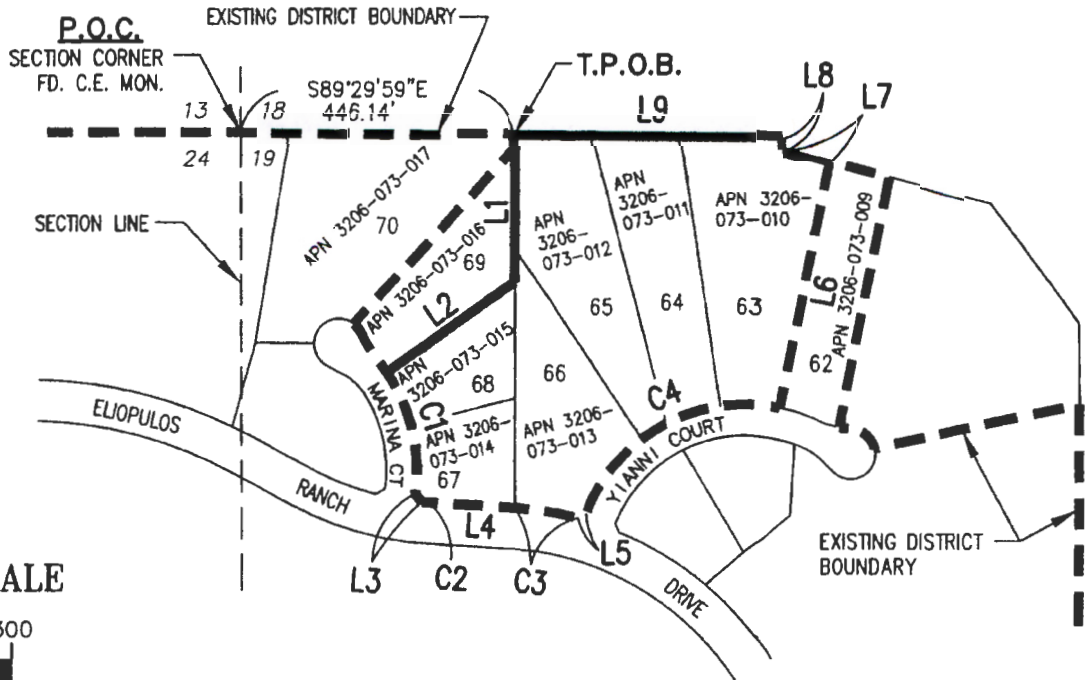 P.O.C.
SECTION CORNER
FD. C.E. MON.
EXISTING DISTRICT BOUNDARY
S89°29'59"E
446.14'
T.P.O.B.
L9
L8
L7
13
18
24
19
SECTION LINE
APN 3206-073-017
70
APN 3206-073-016
69
L1
L2
APN
3206-
073-012
65
APN
3206-
073-011
64
APN 3206-
073-010
63
L6
APN 3206-073-009
62
APN
3206-073-015
68
66
APN 3206-
073-013
APN 3206-
073-014
67
C1
C4
MARINA CT
YIANNI COURT
ELIOPULOS
RANCH
DRIVE
L3
C2
L4
C3
L5
EXISTING DISTRICT
BOUNDARY
ALE
300